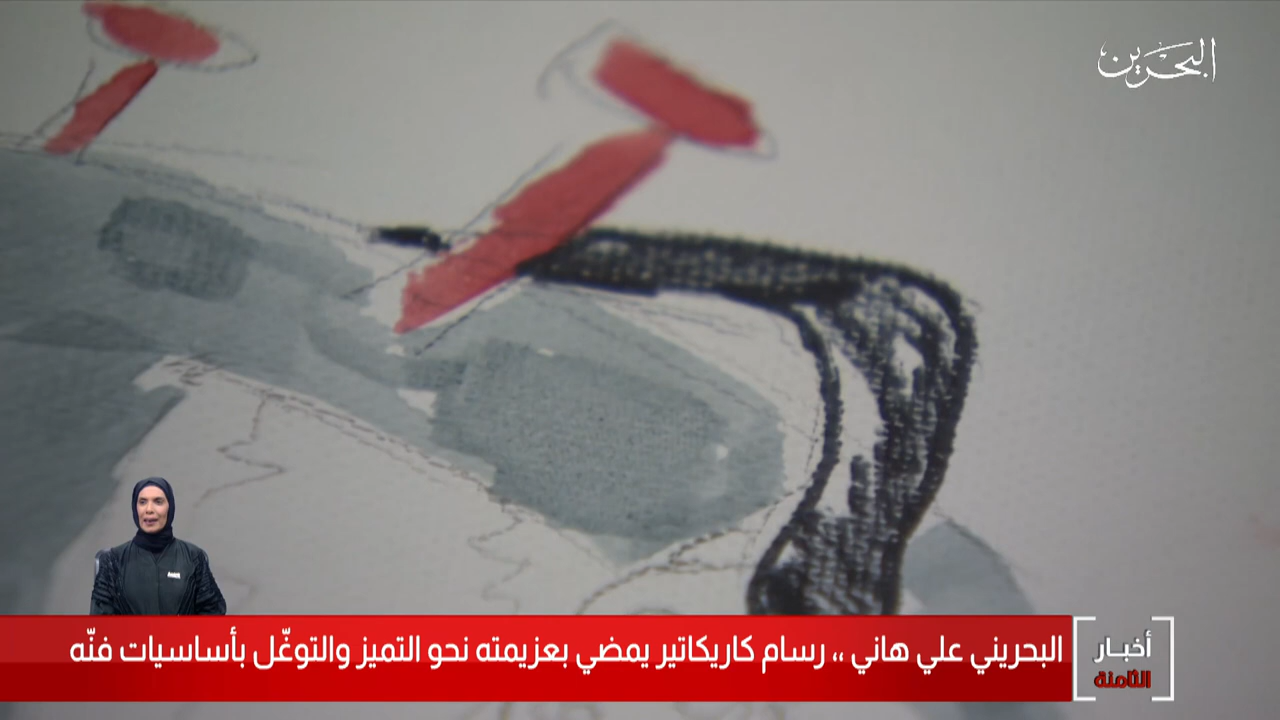 البحرين
البحريني علي هاني ،، رسام كاريكاتير يمضي بعزيمته نحو التميز والتوغّل بأساسيات فنّه
أخبار
الثامنة